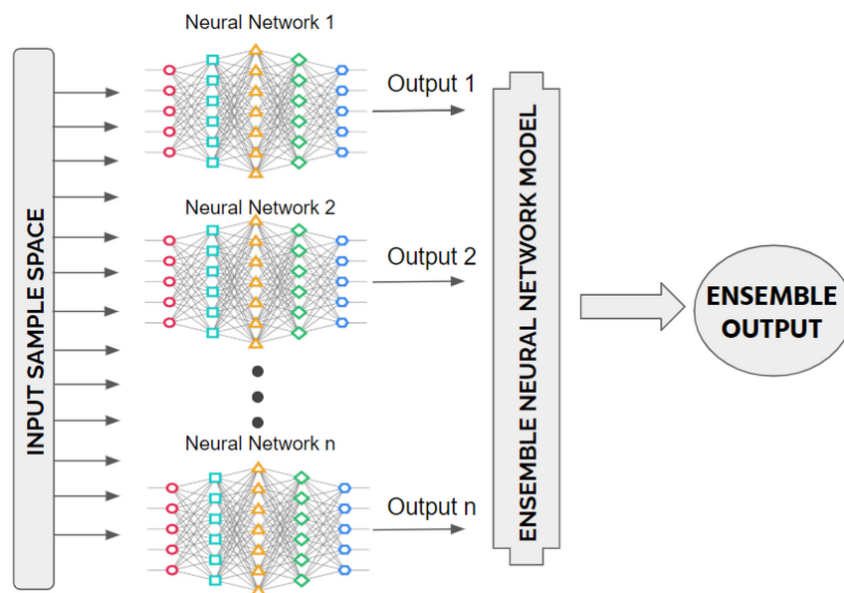 Neural Network 1
Output 1
Neural Network 2
Output 2
Neural Network n
Output n
INPUT SAMPLE SPACE
ENSEMBLE NEURAL NETWORK MODEL
ENSEMBLE
OUTPUT